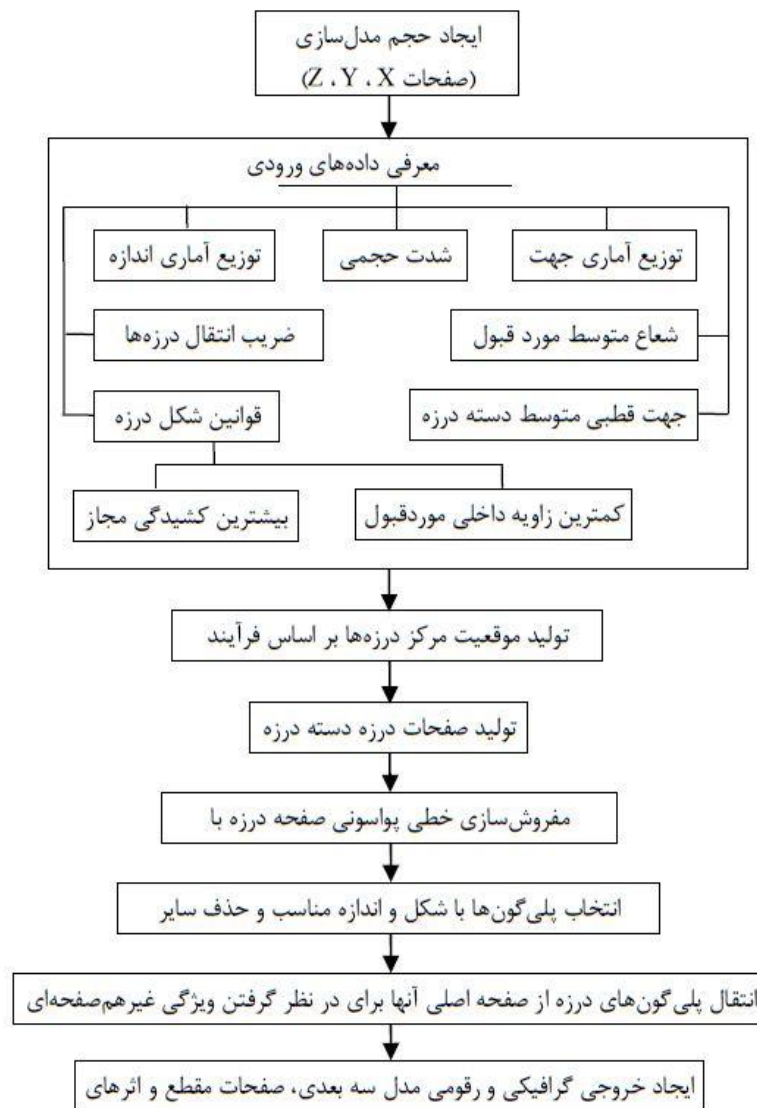 ایجاد حجم مدل‌سازی
(صفحات Z ، Y ، X)
معرفی داده‌های ورودی
توزیع آماری جهت
شدت حجمی
توزیع آماری اندازه
شعاع متوسط مورد قبول
ضریب انتقال درزه‌ها
جهت قطبی متوسط دسته درزه
قوانین شکل درزه
کمترین زاویه داخلی موردقبول
بیشترین کشیدگی مجاز
تولید موقعیت مرکز درزه‌ها بر اساس فرآیند
تولید صفحات درزه دسته درزه
مفروش‌سازی خطی پواسونی صفحه درزه با
انتخاب پلی‌گون‌ها با شکل و اندازه مناسب و حذف سایر
انتقال پلی‌گون‌های درزه از صفحه اصلی آنها برای در نظر گرفتن ویژگی غیرهم‌صفحه‌ای
ایجاد خروجی گرافیکی و رقومی مدل سه بعدی، صفحات مقطع و اثرهای